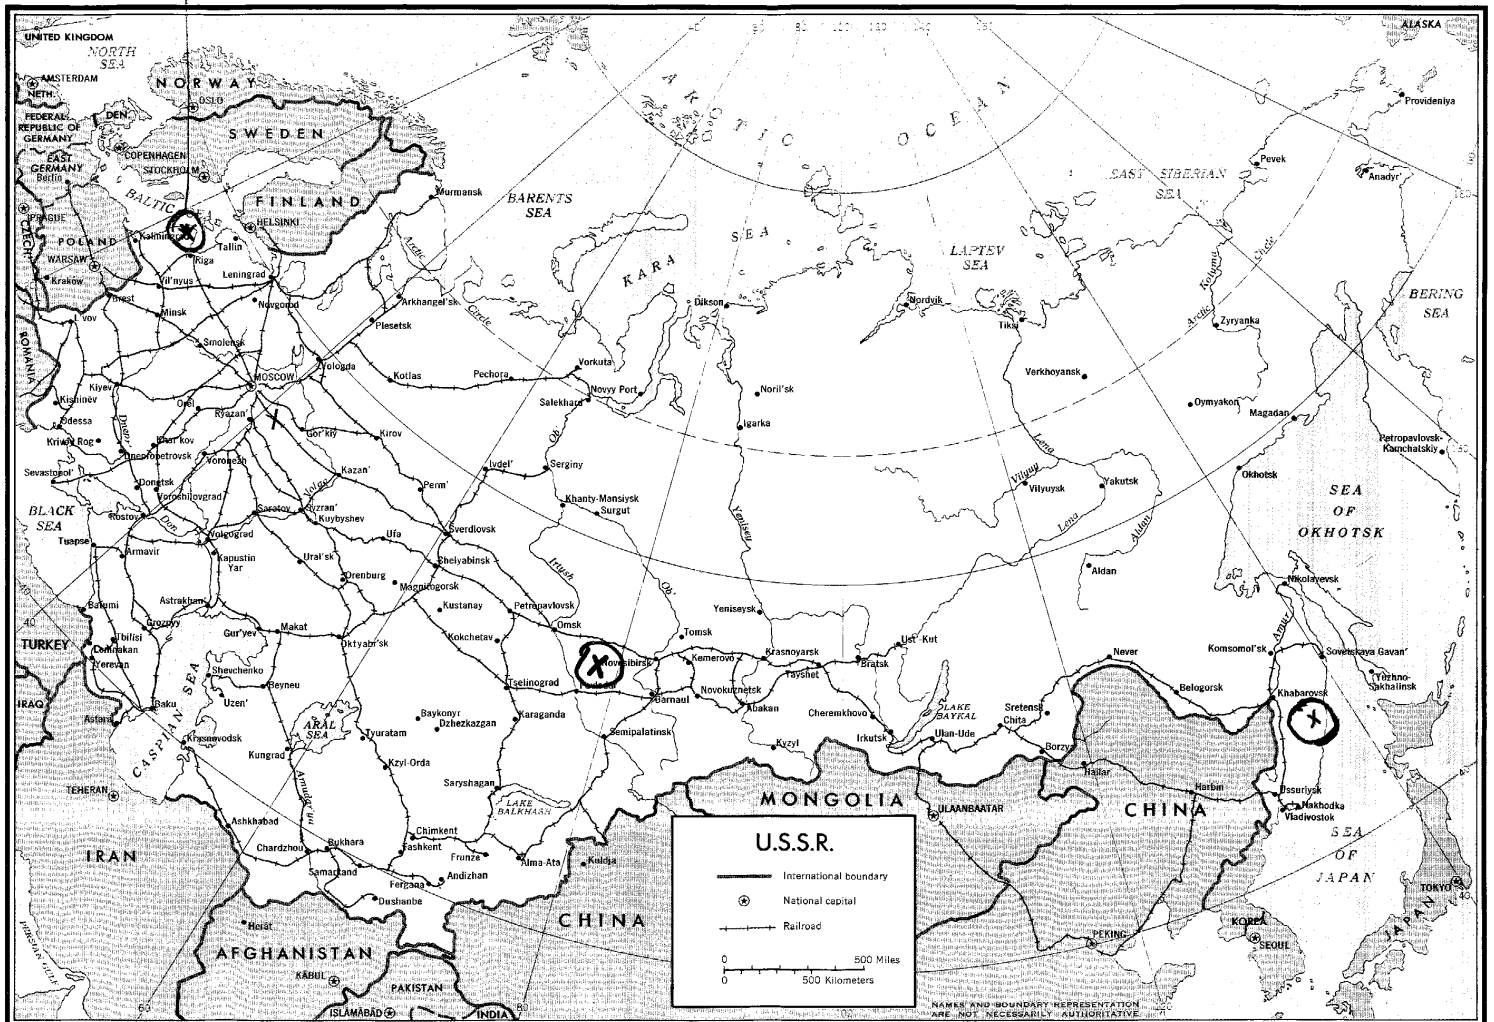 UNITED KINGDOM
NORTH
SEA
AMSTERDAM
NETH.
NORWAY
OSLO
DEN.
FEDERAL
REPUBLIC OF
GERMANY
SWEDEN
COPENHAGEN
STOCKHOLM
EAST
GERMANY
Berlin
BALTIC SEA
FINLAND
HELSINKI
PRAGUE
CZECH.
POLAND
WARSAW
Krakow
Tallin
Riga
Leningrad
Vil'nyus
Brest
Novgorod
Minsk
L'vov
ROMANIA
Smolensk
MOSCOW
Vologda
Kiyev
Kishinev
Orel
Ryazan'
Odessa
Krivoy Rog
Khar'kov
Dnepr
Dnepropetrovsk
Voronezh
Gor'kiy
Kirov
Sevastopol'
Donetsk
Voroshilovgrad
Kazan'
Volga
BLACK
SEA
Rostov
Don
Saratov
Syzran'
Kuybyshev
Perm'
Tuapse
Armavir
Volgograd
Kapustin
Yar
Ural'sk
Ufa
Sverdlovsk
Chelyabinsk
Orenburg
Magnitogorsk
Kustanay
Petropavlovsk
Omsk
Kokchetav
Batumi
TURKEY
Tbilisi
Leninakan
Yerevan
Groznyy
Astrakhan'
Gur'yev
Makat
Oktyabr'sk
IRAQ
Astara
Baku
CASPIAN SEA
Shevchenko
Uzen'
Beyneu
ARAL
SEA
Krasnovodsk
Kungrad
Amudar'ya
Tyuratam
Baykonyr
Dzhezkazgan
Kzyl-Orda
Saryshagan
LAKE
BALKHASH
Tselinograd
Karaganda
TEHERAN
IRAN
Ashkhabad
Chardzhou
Bukhara
Samarkand
Chimkent
Tashkent
Frunze
Alma-Ata
Kuldja
Fergana
Andizhan
Dushanbe
Herāt
AFGHANISTAN
KABUL
PAKISTAN
ISLĀMĀBĀD
INDIA
PERSIAN GULF
CHINA
Murmansk
BARENTS
SEA
Arctic
Circle
Arkhangel'sk
Plesetsk
Kotlas
Pechora
Vorkuta
Novyy Port
Salekhard
Ob'
Ivdel'
Serginy
Khanty-Mansiysk
Surgut
Irtysh
Ob'
KARA SEA
Dikson
Noril'sk
Igarka
Yenisey
Yeniseysk
Tomsk
Novosibirsk
Kemerovo
Krasnoyarsk
Tayshet
Bratsk
Ust' Kut
Barnaul
Novokuznetsk
Abakan
Semipalatinsk
Kyzyl
Cheremkhovo
Irkutsk
LAKE
BAYKAL
Ulan-Ude
Chita
Sretensk
Borzya
Never
Belogorsk
ARCTIC OCEAN
LAPTEV
SEA
EAST SIBERIAN
SEA
ALASKA
Provideniya
Pevek
Anadyr'
BERING
SEA
Nordvik
Tiksi
Kolyma
Arctic
Circle
Zyryanka
Verkhoyansk
Oymyakon
Magadan
Petropavlovsk-
Kamchatskiy
Lena
Vilyuy
Vilyuysk
Yakutsk
Okhotsk
Lena
Aldan
Aldan
SEA
OF
OKHOTSK
Nikolayevsk
Amur
Komsomol'sk
Sovetskaya Gavan'
Yuzhno-
Sakhalinsk
Khabarovsk
Hailar
Harbin
CHINA
Ussuriysk
Nakhodka
Vladivostok
SEA
OF
JAPAN
TOKYO
JAPAN
KOREA
SEOUL
PEKING
MONGOLIA
ULAANBAATAR
U.S.S.R.
International boundary
National capital
Railroad
0 500 Miles
0 500 Kilometers
NAMES AND BOUNDARY REPRESENTATION
ARE NOT NECESSARILY AUTHORITATIVE